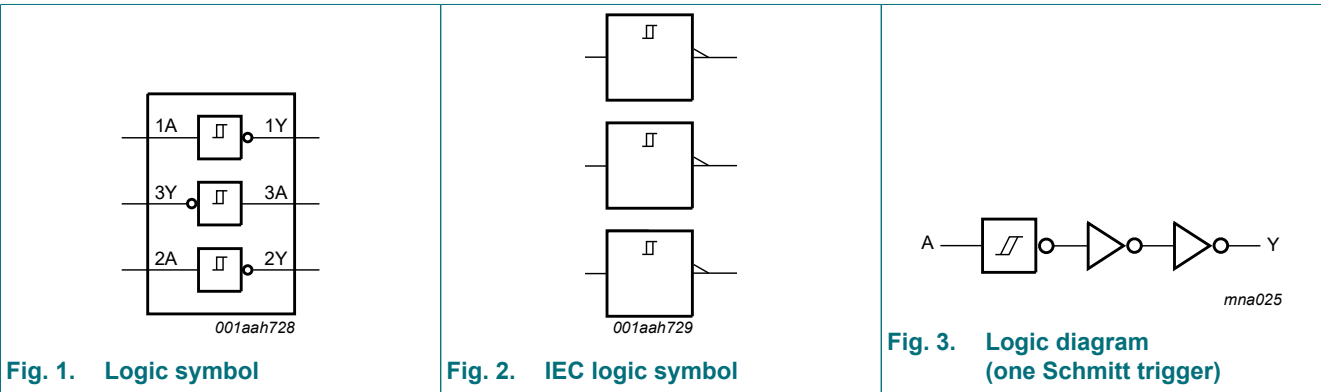 1A 1Y
3Y 3A
2A 2Y
001aah728
Fig. 1. Logic symbol
001aah729
Fig. 2. IEC logic symbol
A Y
mna025
Fig. 3. Logic diagram
(one Schmitt trigger)